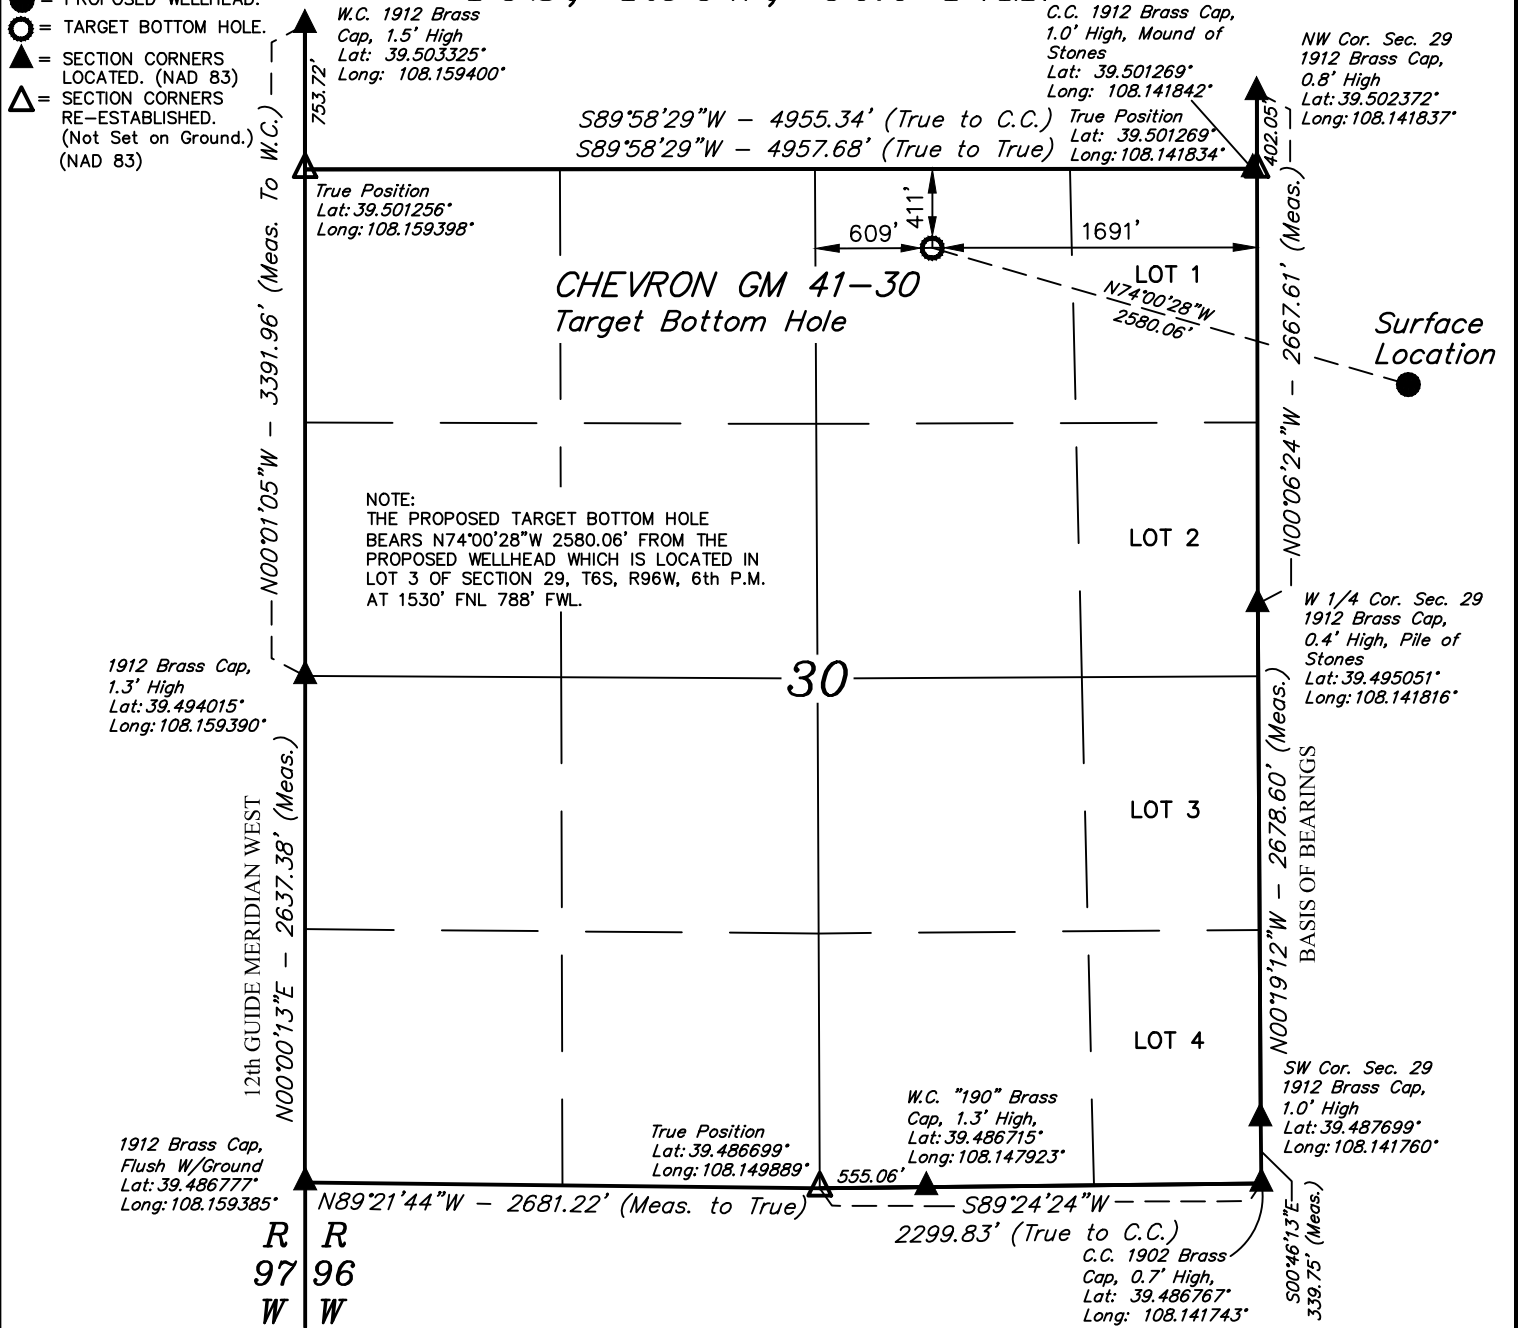 = PROPOSED WELLHEAD.
= TARGET BOTTOM HOLE.
= SECTION CORNERS
LOCATED. (NAD 83)
= SECTION CORNERS
RE-ESTABLISHED.
(Not Set on Ground.)
(NAD 83)
W.C. 1912 Brass
Cap, 1.5' High
Lat: 39.503325°
Long: 108.159400°
753.72'
C.C. 1912 Brass Cap,
1.0' High, Mound of
Stones
Lat: 39.501269°
Long: 108.141842°
NW Cor. Sec. 29
1912 Brass Cap,
0.8' High
Lat: 39.502372°
Long: 108.141837°
S89°58'29"W - 4955.34' (True to C.C.)
S89°58'29"W - 4957.68' (True to True)
True Position
Lat: 39.501269°
Long: 108.141834°
402.05'
True Position
Lat: 39.501256°
Long: 108.159398°
411'
609'
1691'
CHEVRON GM 41-30
Target Bottom Hole
LOT 1
N74°00'28"W
2580.06'
Surface
Location
N00°01'05"W - 3391.96' (Meas. To W.C.)
N00°06'24"W - 2667.61' (Meas.)
NOTE:
THE PROPOSED TARGET BOTTOM HOLE
BEARS N74°00'28"W 2580.06' FROM THE
PROPOSED WELLHEAD WHICH IS LOCATED IN
LOT 3 OF SECTION 29, T6S, R96W, 6th P.M.
AT 1530' FNL 788' FWL.
LOT 2
W 1/4 Cor. Sec. 29
1912 Brass Cap,
0.4' High, Pile of
Stones
Lat: 39.495051°
Long: 108.141816°
1912 Brass Cap,
1.3' High
Lat: 39.494015°
Long: 108.159390°
30
LOT 3
12th GUIDE MERIDIAN WEST
N00°00'13"E - 2637.38' (Meas.)
N00°19'12"W - 2678.60' (Meas.)
BASIS OF BEARINGS
LOT 4
SW Cor. Sec. 29
1912 Brass Cap,
1.0' High
Lat: 39.487699°
Long: 108.141760°
W.C. "190" Brass
Cap, 1.3' High,
Lat: 39.486715°
Long: 108.147923°
True Position
Lat: 39.486699°
Long: 108.149889°
1912 Brass Cap,
Flush W/Ground
Lat: 39.486777°
Long: 108.159385°
555.06'
N89°21'44"W - 2681.22' (Meas. to True)
S89°24'24"W
2299.83' (True to C.C.)
C.C. 1902 Brass
Cap, 0.7' High,
Lat: 39.486767°
Long: 108.141743°
S00°46'13"E
339.75' (Meas.)
R R
97 96
W W